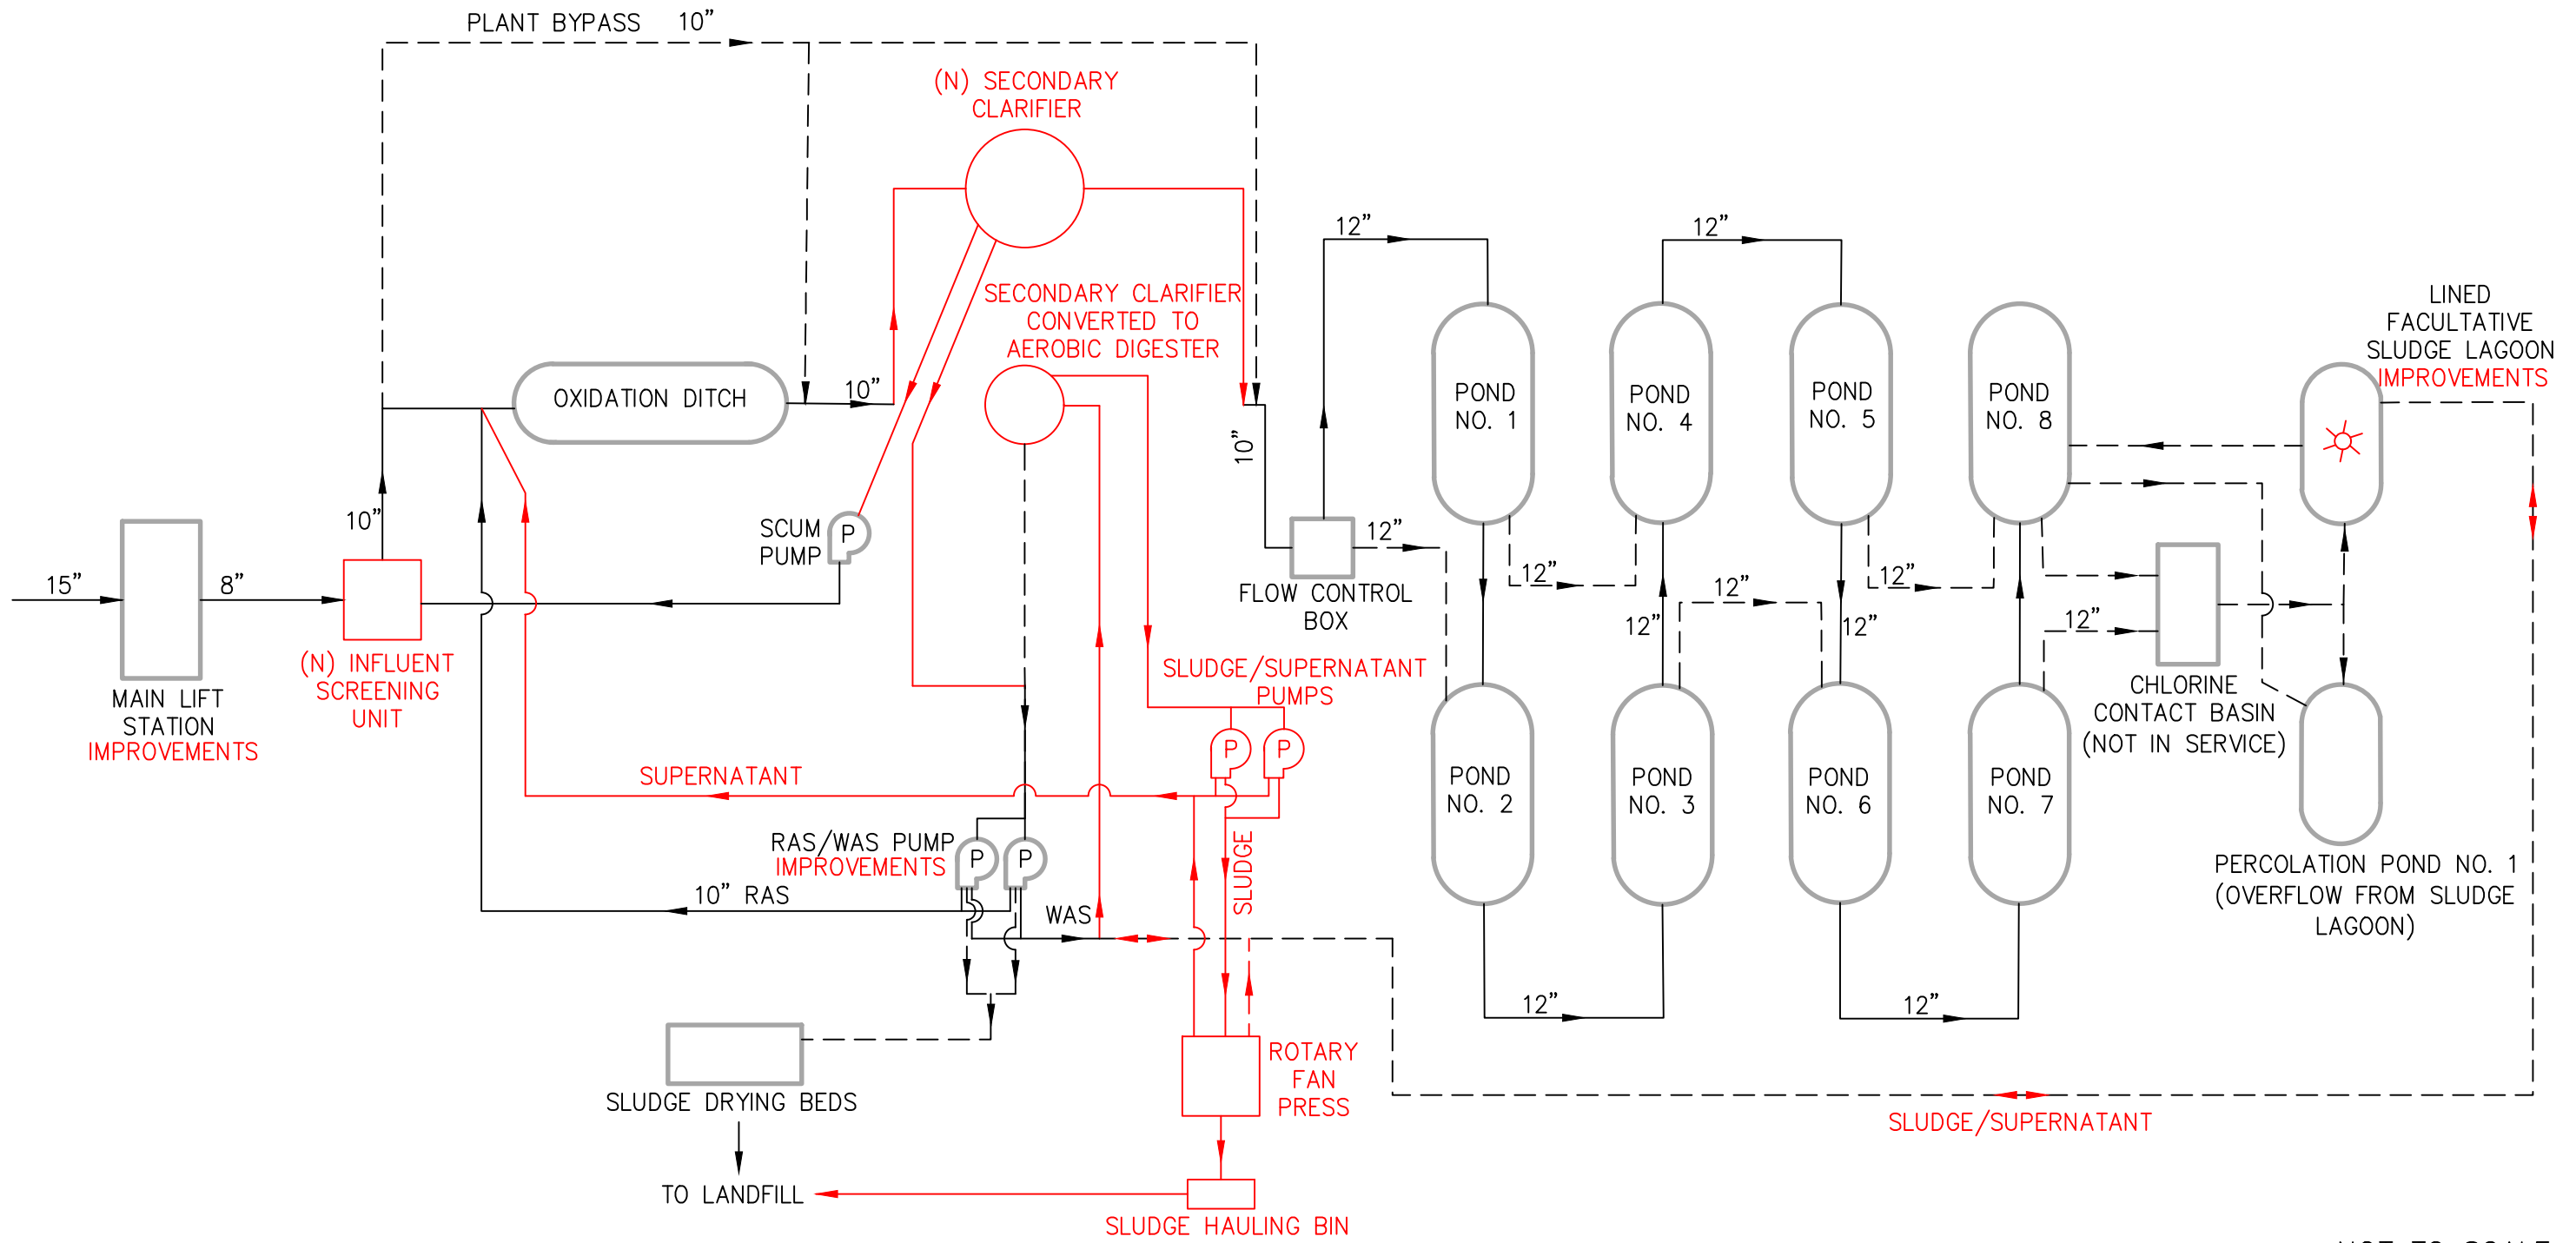 PLANT BYPASS 10”
(N) SECONDARY
CLARIFIER
SECONDARY CLARIFIER
CONVERTED TO
AEROBIC DIGESTER
OXIDATION DITCH
10”
10”
10”
15”
8”
MAIN LIFT
STATION
IMPROVEMENTS
(N) INFLUENT
SCREENING
UNIT
SCUM
PUMP
P
FLOW CONTROL
BOX
12”
12”
12”
12”
12”
12”
12”
12”
12”
12”
12”
POND
NO. 1
POND
NO. 4
POND
NO. 5
POND
NO. 8
POND
NO. 2
POND
NO. 3
POND
NO. 6
POND
NO. 7
LINED
FACULTATIVE
SLUDGE LAGOON
IMPROVEMENTS
CHLORINE
CONTACT BASIN
(NOT IN SERVICE)
PERCOLATION POND NO. 1
(OVERFLOW FROM SLUDGE
LAGOON)
SLUDGE/SUPERNATANT
PUMPS
P
P
SUPERNATANT
SLUDGE
RAS/WAS PUMP
IMPROVEMENTS
P
P
10” RAS
WAS
SLUDGE DRYING BEDS
TO LANDFILL
ROTARY
FAN
PRESS
SLUDGE HAULING BIN
SLUDGE/SUPERNATANT